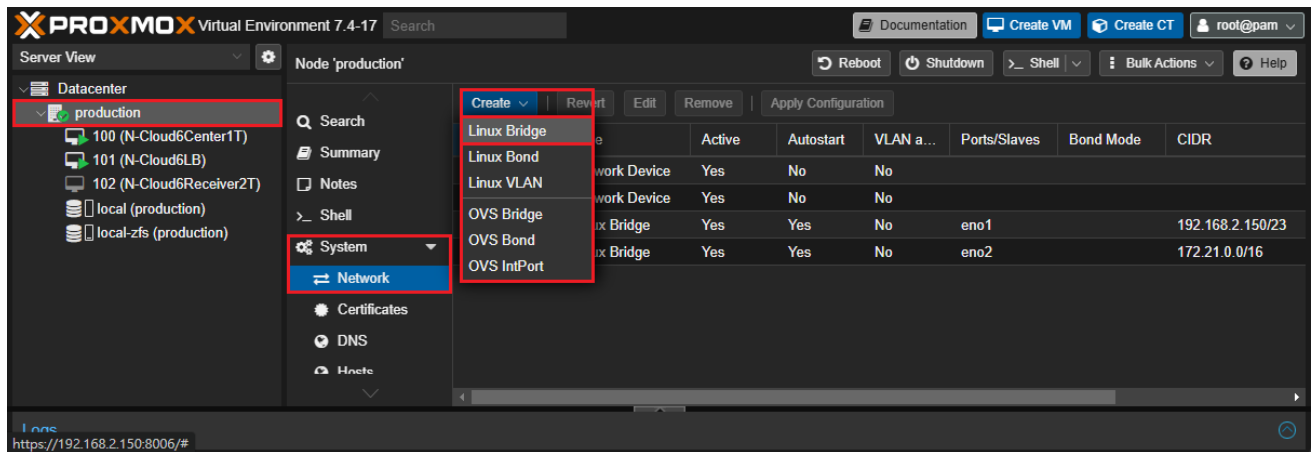 PROXMOX Virtual Environment 7.4-17 Search Documentation Create VM Create CT root@pam
Server View
Node 'production' Reboot Shutdown >_ Shell Bulk Actions Help
Datacenter
production
100 (N-Cloud6Center1T)
101 (N-Cloud6LB)
102 (N-Cloud6Receiver2T)
local (production)
local-zfs (production)
Search
Summary
Notes
>_ Shell
System
Network
Certificates
DNS
Hosts
Create Revert Edit Remove Apply Configuration
Linux Bridge
Linux Bond
Linux VLAN
OVS Bridge
OVS Bond
OVS IntPort
Active Autostart VLAN a... Ports/Slaves Bond Mode CIDR
work Device Yes No No
work Device Yes No No
ux Bridge Yes Yes No eno1 192.168.2.150/23
ux Bridge Yes Yes No eno2 172.21.0.0/16
Logs
https://192.168.2.150:8006/#